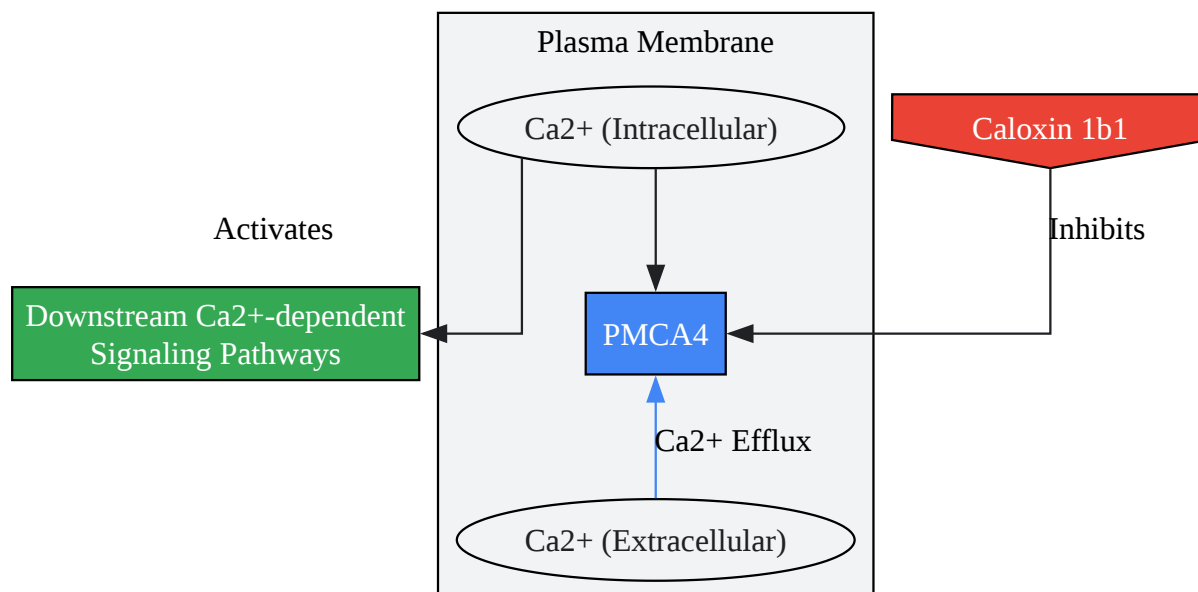 Plasma Membrane
Ca2+ (Intracellular)
Caloxin 1b1
Activates
Inhibits
Downstream Ca2+-dependent
Signaling Pathways
PMCA4
Ca2+ Efflux
Ca2+ (Extracellular)